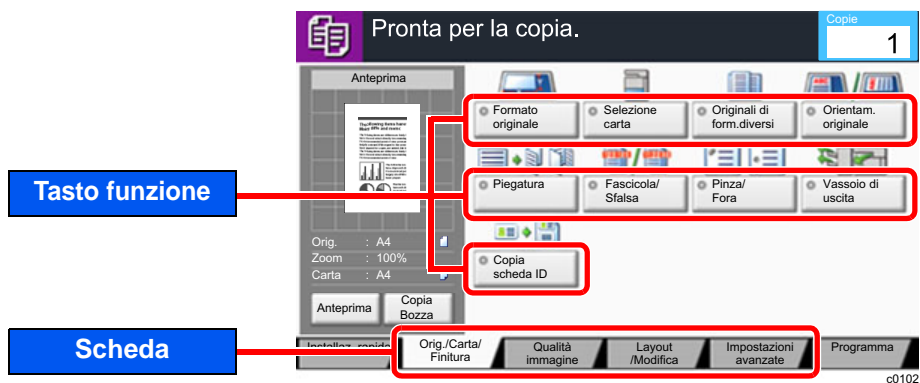 Pronta per la copia.
Copie
1
Anteprima
Formato
originale
Selezione
carta
Originali di
form.diversi
Orientam.
originale
Tasto funzione
Piegatura
Fascicola/
Sfalsa
Pinza/
Fora
Vassoio di
uscita
Orig. : A4
Zoom : 100%
Carta : A4
Copia
scheda ID
Anteprima
Copia
Bozza
Scheda
Orig./Carta/
Finitura
Qualità
immagine
Layout
/Modifica
Impostazioni
avanzate
Programma
c0102